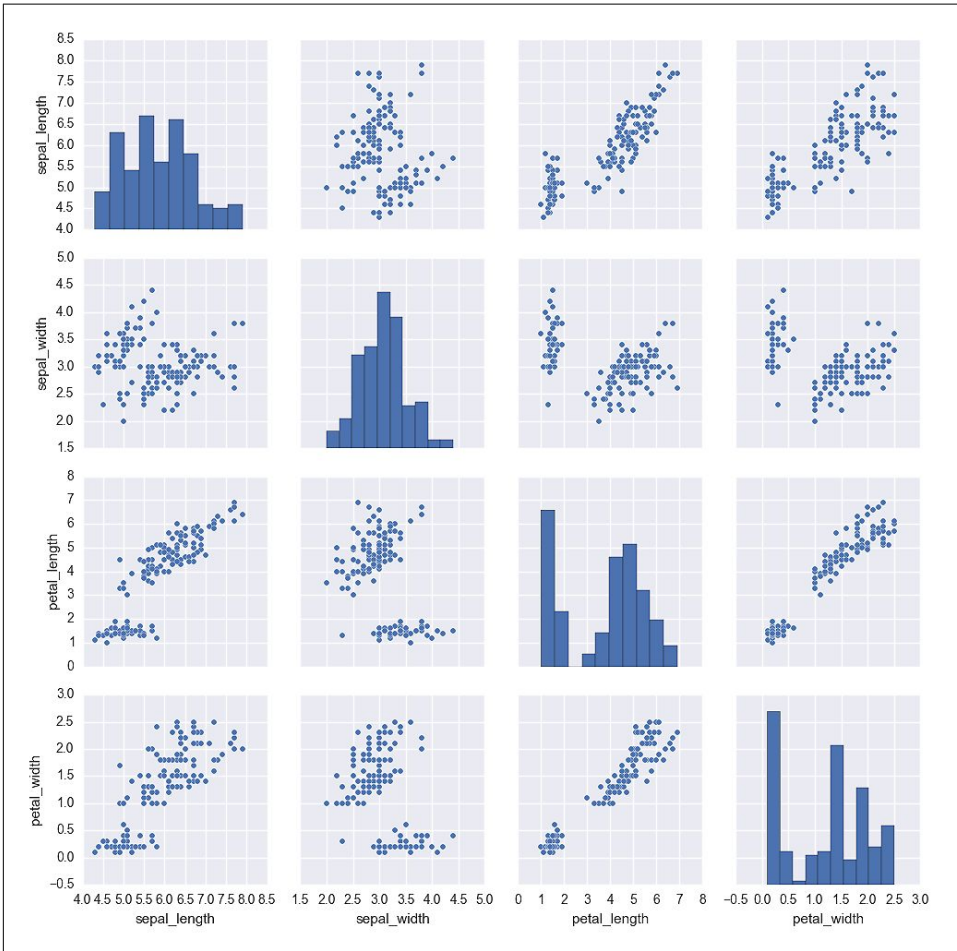 8.5
8.0
7.5
7.0
6.5
6.0
5.5
5.0
4.5
4.0
sepal_length
5.0
4.5
4.0
3.5
3.0
2.5
2.0
1.5
sepal_width
8
7
6
5
4
3
2
1
0
petal_length
3.0
2.5
2.0
1.5
1.0
0.5
0.0
−0.5
petal_width
4.0 4.5 5.0 5.5 6.0 6.5 7.0 7.5 8.0 8.5
sepal_length
1.5 2.0 2.5 3.0 3.5 4.0 4.5 5.0
sepal_width
0 1 2 3 4 5 6 7 8
petal_length
−0.5 0.0 0.5 1.0 1.5 2.0 2.5 3.0
petal_width